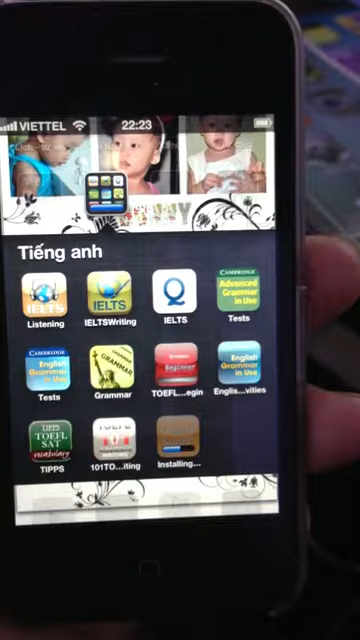 VIETTEL 22:23
Tiếng anh
IELTS
IELTS
CAMBRIDGE
Advanced
Grammar
in Use
Listening
IELTSWriting
IELTS
Tests
CAMBRIDGE
English
Grammar
in Use
GRAMMAR
Beginner
CAMBRIDGE
English
Grammar
in Use
Tests
Grammar
TOEFL...egin
Englis...vities
TIPPS
TOEFL
SAT
vocabulary
TOEFL
TIPPS
101TO...iting
Installing...